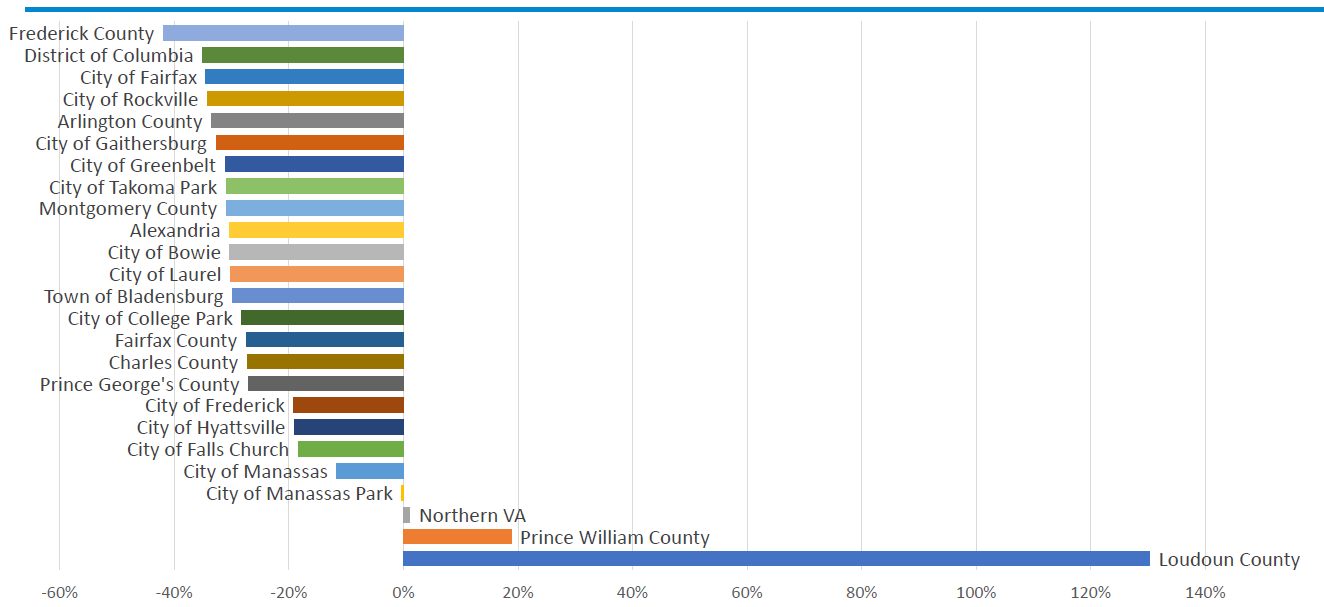 Frederick County
District of Columbia
City of Fairfax
City of Rockville
Arlington County
City of Gaithersburg
City of Greenbelt
City of Takoma Park
Montgomery County
Alexandria
City of Bowie
City of Laurel
Town of Bladensburg
City of College Park
Fairfax County
Charles County
Prince George's County
City of Frederick
City of Hyattsville
City of Falls Church
City of Manassas
City of Manassas Park
Northern VA
Prince William County
Loudoun County
-60% -40% -20% 0% 20% 40% 60% 80% 100% 120% 140%